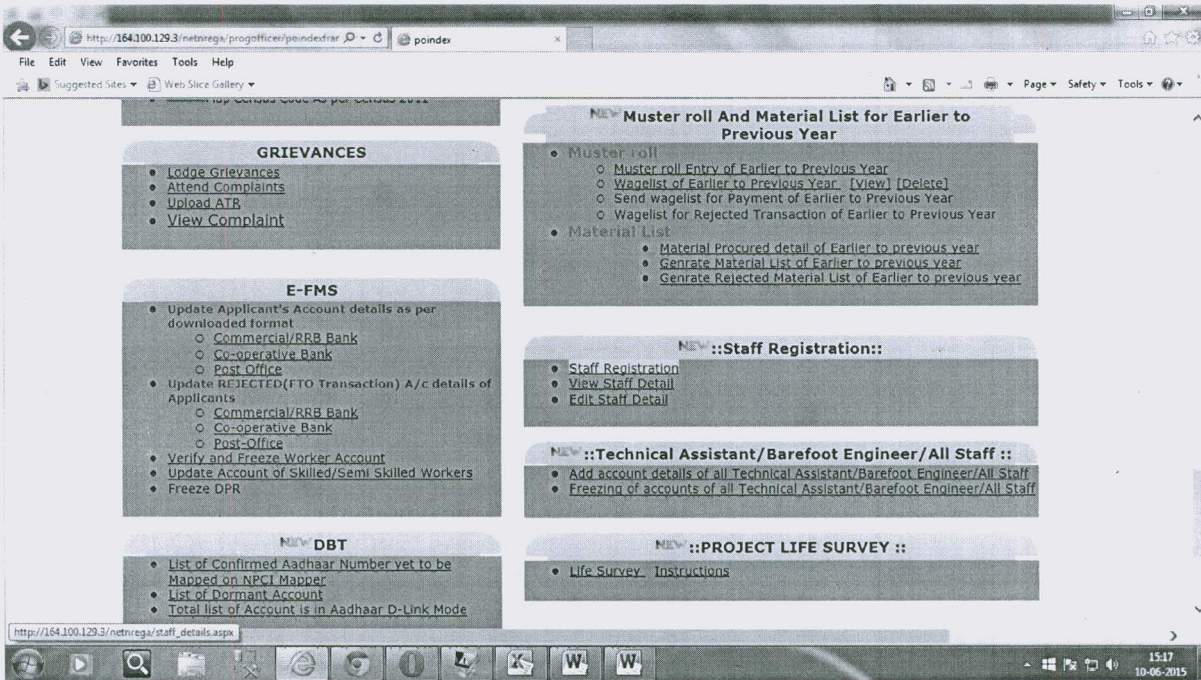 http://164.100.129.3/netnrega/progofficer/poindexfrar
poindex
File Edit View Favorites Tools Help
Suggested Sites Web Slice Gallery
Page Safety Tools
Map Census Code As per Census 2011
GRIEVANCES
Lodge Grievances
Attend Complaints
Upload ATR
View Complaint
E-FMS
Update Applicant's Account details as per
downloaded format
Commercial/RRB Bank
Co-operative Bank
Post Office
Update REJECTED(FTO Transaction) A/c details of
Applicants
Commercial/RRB Bank
Co-operative Bank
Post-Office
Verify and Freeze Worker Account
Update Account of Skilled/Semi Skilled Workers
Freeze DPR
NEW DBT
List of Confirmed Aadhaar Number yet to be
Mapped on NPCI Mapper
List of Dormant Account
Total list of Account is in Aadhaar D-Link Mode
NEW Muster roll And Material List for Earlier to
Previous Year
Muster roll
Muster roll Entry of Earlier to Previous Year
Wagelist of Earlier to Previous Year [View] [Delete]
Send wagelist for Payment of Earlier to Previous Year
Wagelist for Rejected Transaction of Earlier to Previous Year
Material List
Material Procured detail of Earlier to previous year
Genrate Material List of Earlier to previous year
Genrate Rejected Material List of Earlier to previous year
NEW ::Staff Registration::
Staff Registration
View Staff Detail
Edit Staff Detail
NEW ::Technical Assistant/Barefoot Engineer/All Staff ::
Add account details of all Technical Assistant/Barefoot Engineer/All Staff
Freezing of accounts of all Technical Assistant/Barefoot Engineer/All Staff
NEW ::PROJECT LIFE SURVEY ::
Life Survey Instructions
http://164.100.129.3/netnrega/staff_details.aspx
15:17
10-06-2015